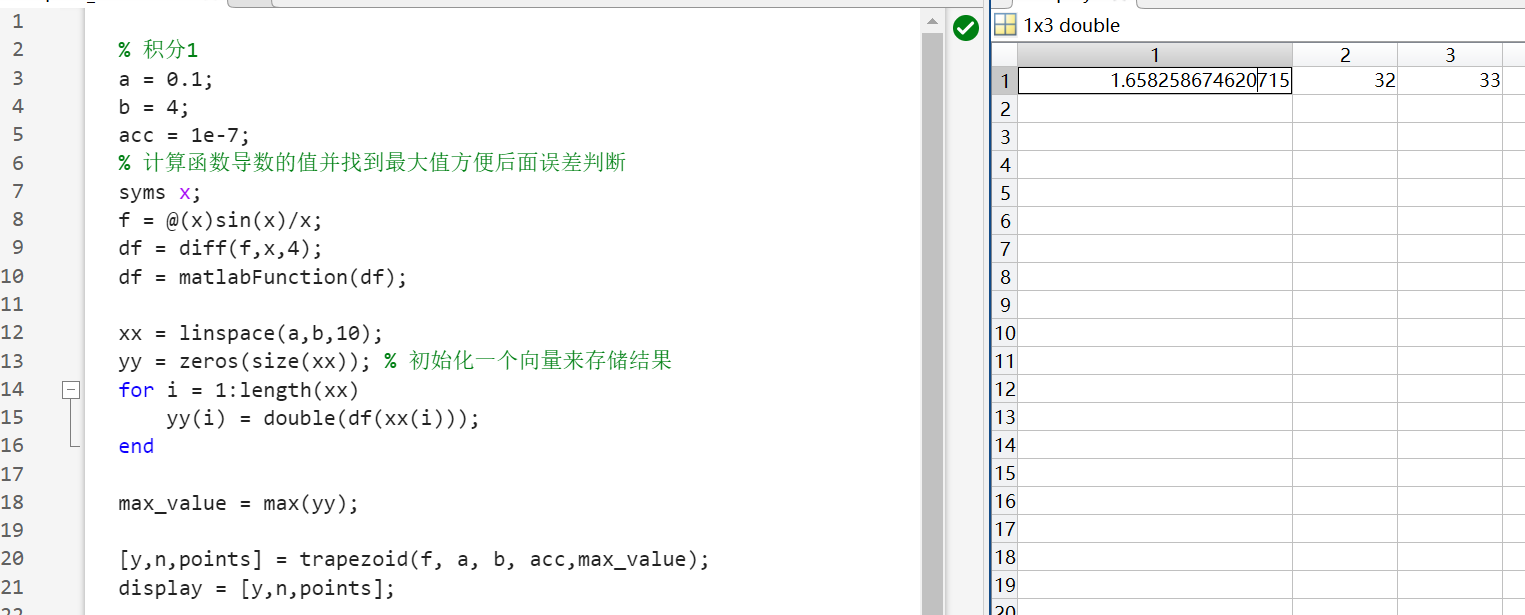 1
2 % 积分1
3 a = 0.1;
4 b = 4;
5 acc = 1e-7;
6 % 计算函数导数的值并找到最大值方便后面误差判断
7 syms x;
8 f = @(x)sin(x)/x;
9 df = diff(f,x,4);
10 df = matlabFunction(df);
11
12 xx = linspace(a,b,10);
13 yy = zeros(size(xx)); % 初始化一个向量来存储结果
14 for i = 1:length(xx)
15 yy(i) = double(df(xx(i)));
16 end
17
18 max_value = max(yy);
19
20 [y,n,points] = trapezoid(f, a, b, acc,max_value);
21 display = [y,n,points];
1x3 double
1 2 3
1 1.658258674620715 32 33
2
3
4
5
6
7
8
9
10
11
12
13
14
15
16
17
18
19
20